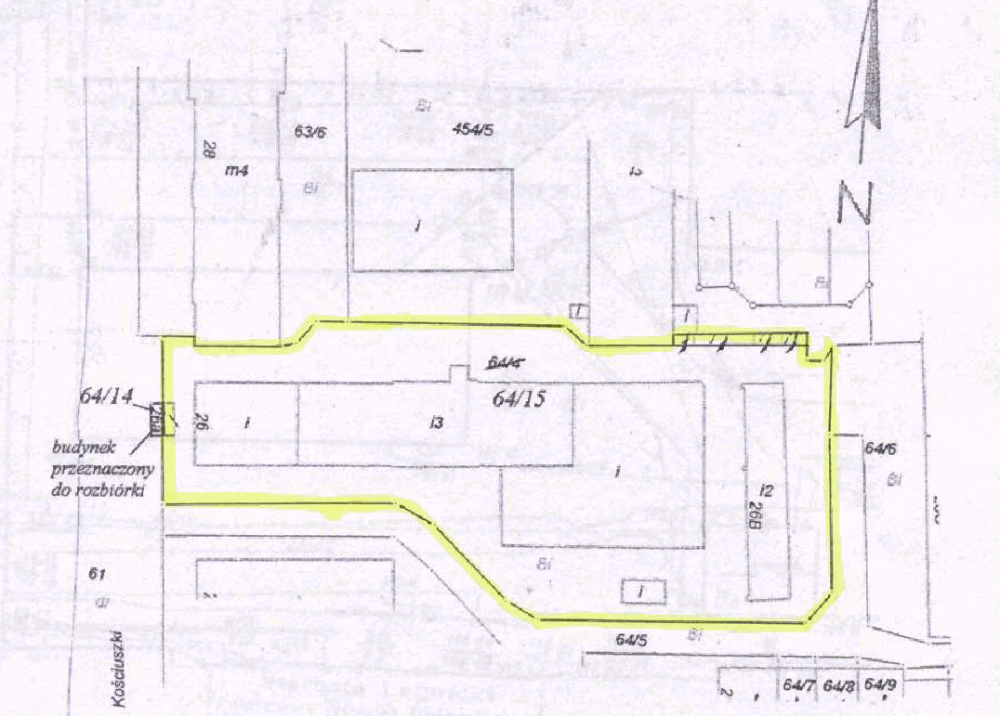 Bi
63/6
454/5
28
m4
i2
Bi
i
N
i
i
Bi
64/4
64/14
64/15
26
i
i3
budynek
przeznaczony
do rozbiórki
64/6
Bi
i
i2
26B
Bi
61
i
64/5
Bi
Kościuszki
2
64/7
64/8
64/9